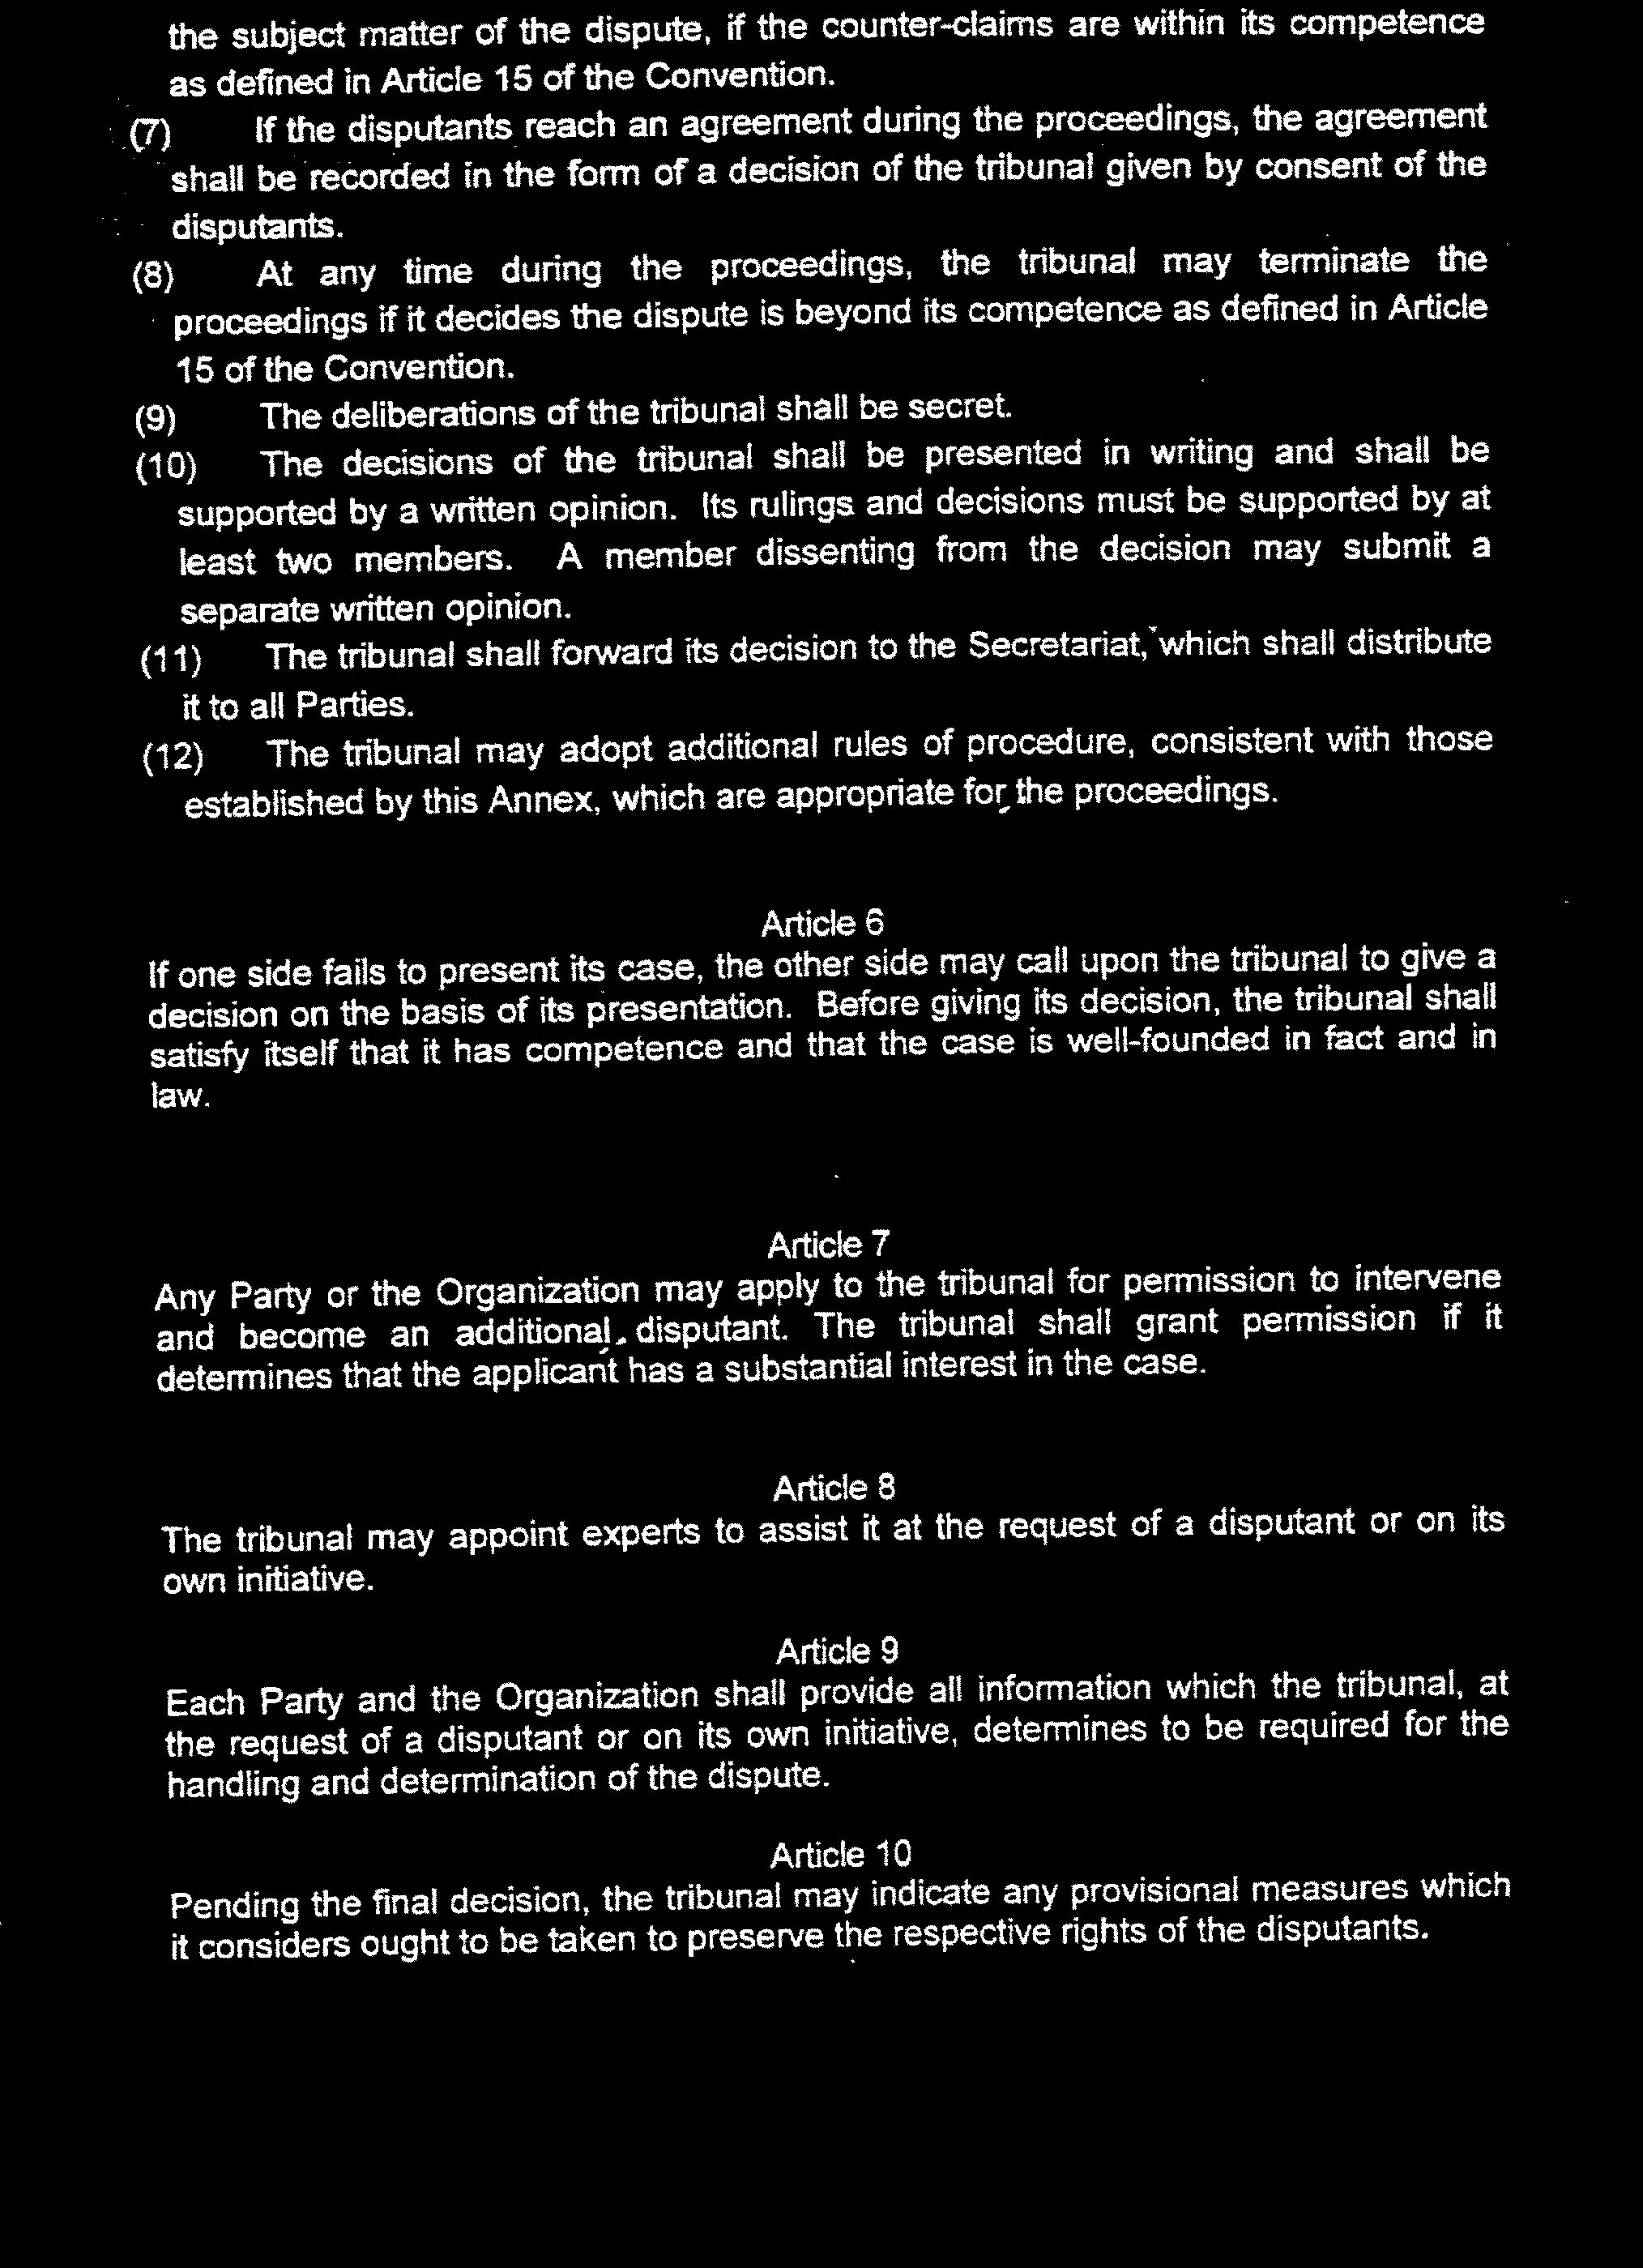 the subject matter of the dispute, if the counter-claims are within its competence
as defined in Article 15 of the Convention.
(7) If the disputants reach an agreement during the proceedings, the agreement
shall be recorded in the form of a decision of the tribunal given by consent of the
disputants.
(8) At any time during the proceedings, the tribunal may terminate the
proceedings if it decides the dispute is beyond its competence as defined in Article
15 of the Convention.
(9) The deliberations of the tribunal shall be secret.
(10) The decisions of the tribunal shall be presented in writing and shall be
supported by a written opinion. Its rulings and decisions must be supported by at
least two members. A member dissenting from the decision may submit a
separate written opinion.
(11) The tribunal shall forward its decision to the Secretariat, which shall distribute
it to all Parties.
(12) The tribunal may adopt additional rules of procedure, consistent with those
established by this Annex, which are appropriate for the proceedings.
Article 6
If one side fails to present its case, the other side may call upon the tribunal to give a
decision on the basis of its presentation. Before giving its decision, the tribunal shall
satisfy itself that it has competence and that the case is well-founded in fact and in
law.
Article 7
Any Party or the Organization may apply to the tribunal for permission to intervene
and become an additional disputant. The tribunal shall grant permission if it
determines that the applicant has a substantial interest in the case.
Article 8
The tribunal may appoint experts to assist it at the request of a disputant or on its
own initiative.
Article 9
Each Party and the Organization shall provide all information which the tribunal, at
the request of a disputant or on its own initiative, determines to be required for the
handling and determination of the dispute.
Article 10
Pending the final decision, the tribunal may indicate any provisional measures which
it considers ought to be taken to preserve the respective rights of the disputants.